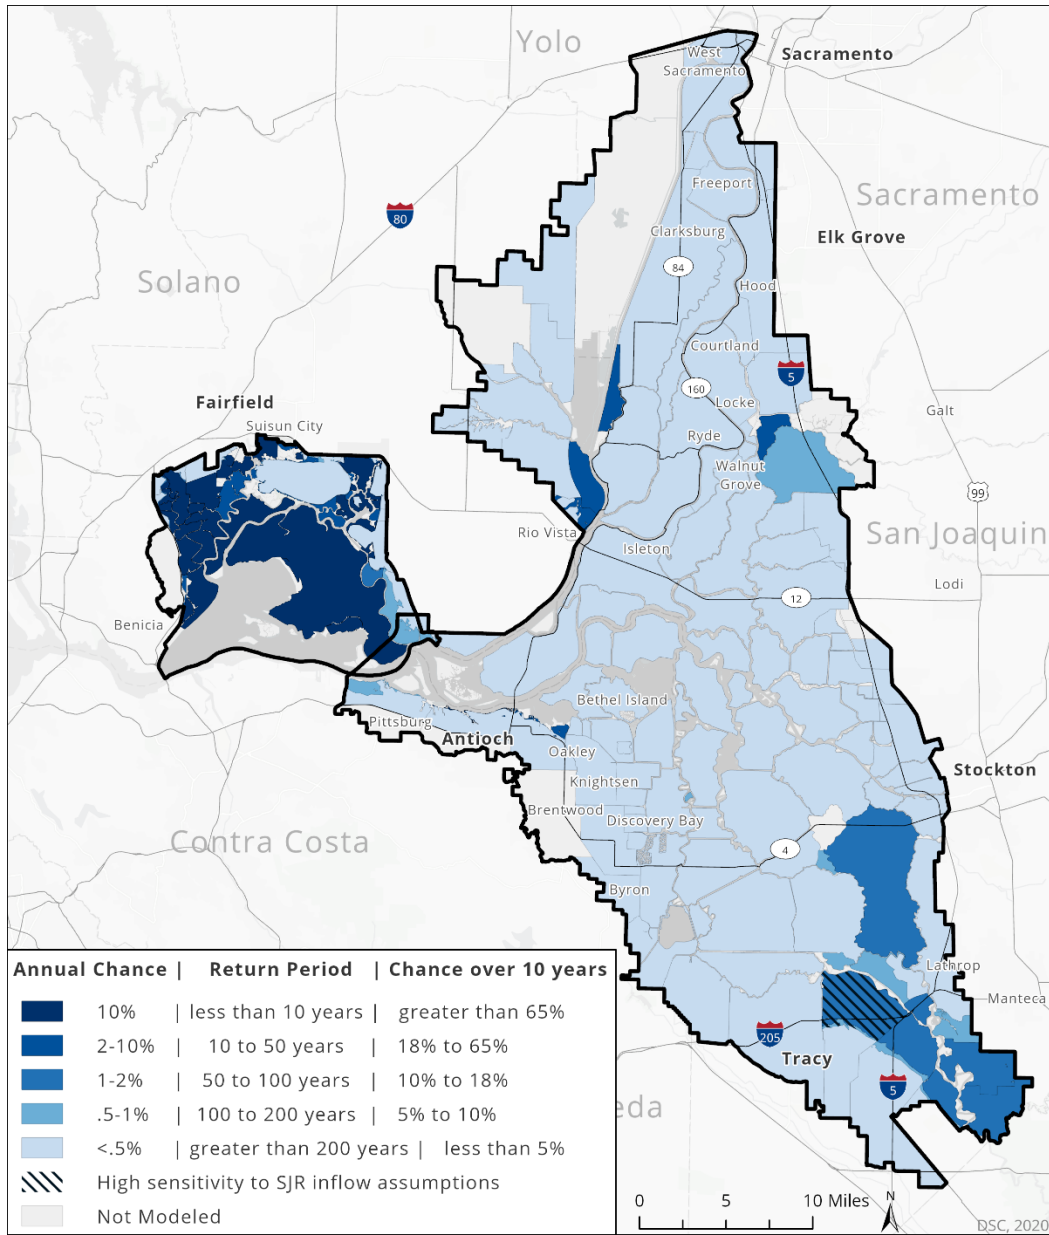 Yolo
Sacramento
West
Sacramento
80
Freeport
Sacramento
Clarksburg
Elk Grove
84
Solano
Hood
Courtland
5
160
Fairfield
Locke
Galt
Suisun City
Ryde
Walnut
Grove
99
Rio Vista
San Joaquin
Isleton
Lodi
12
Benicia
Bethel Island
Pittsburg
Antioch
Oakley
Stockton
Knightsen
Brentwood
Discovery Bay
Contra Costa
4
Byron
Lathrop
Manteca
205
Tracy
5
eda
Annual Chance | Return Period | Chance over 10 years
10% | less than 10 years | greater than 65%
2-10% | 10 to 50 years | 18% to 65%
1-2% | 50 to 100 years | 10% to 18%
.5-1% | 100 to 200 years | 5% to 10%
<.5% | greater than 200 years | less than 5%
High sensitivity to SJR inflow assumptions
Not Modeled
0 5 10 Miles
N
DSC, 2020